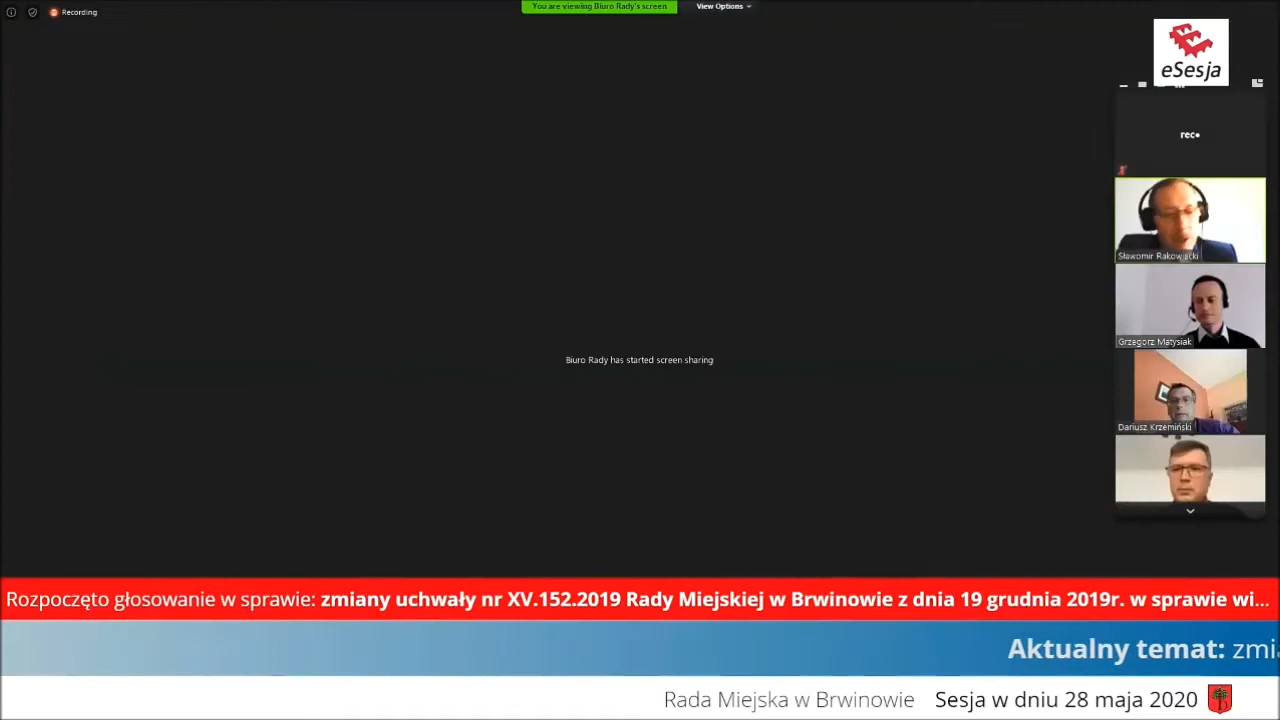 Recording
You are viewing Biuro Rady's screen
View Options
eSesja
rec
Sławomir Rakowiecki
Grzegorz Matysiak
Biuro Rady has started screen sharing
Dariusz Krzemiński
Rozpoczęto głosowanie w sprawie: zmiany uchwały nr XV.152.2019 Rady Miejskiej w Brwinowie z dnia 19 grudnia 2019r. w sprawie wi...
Aktualny temat: zmi
Rada Miejska w Brwinowie Sesja w dniu 28 maja 2020